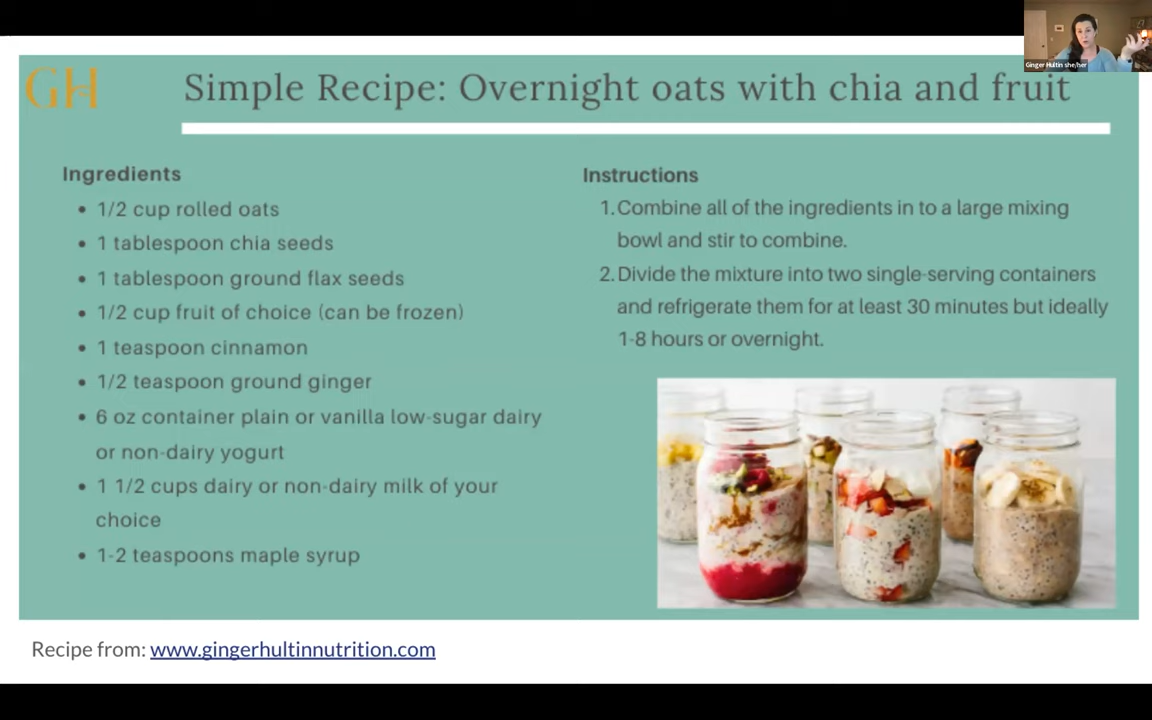 GH
Simple Recipe: Overnight oats with chia and fruit
Ginger Hultin she/her
Ingredients
• 1/2 cup rolled oats
• 1 tablespoon chia seeds
• 1 tablespoon ground flax seeds
• 1/2 cup fruit of choice (can be frozen)
• 1 teaspoon cinnamon
• 1/2 teaspoon ground ginger
• 6 oz container plain or vanilla low-sugar dairy
or non-dairy yogurt
• 1 1/2 cups dairy or non-dairy milk of your
choice
• 1-2 teaspoons maple syrup
Instructions
1. Combine all of the ingredients in to a large mixing
bowl and stir to combine.
2. Divide the mixture into two single-serving containers
and refrigerate them for at least 30 minutes but ideally
1-8 hours or overnight.
Recipe from: www.gingerhultinnutrition.com